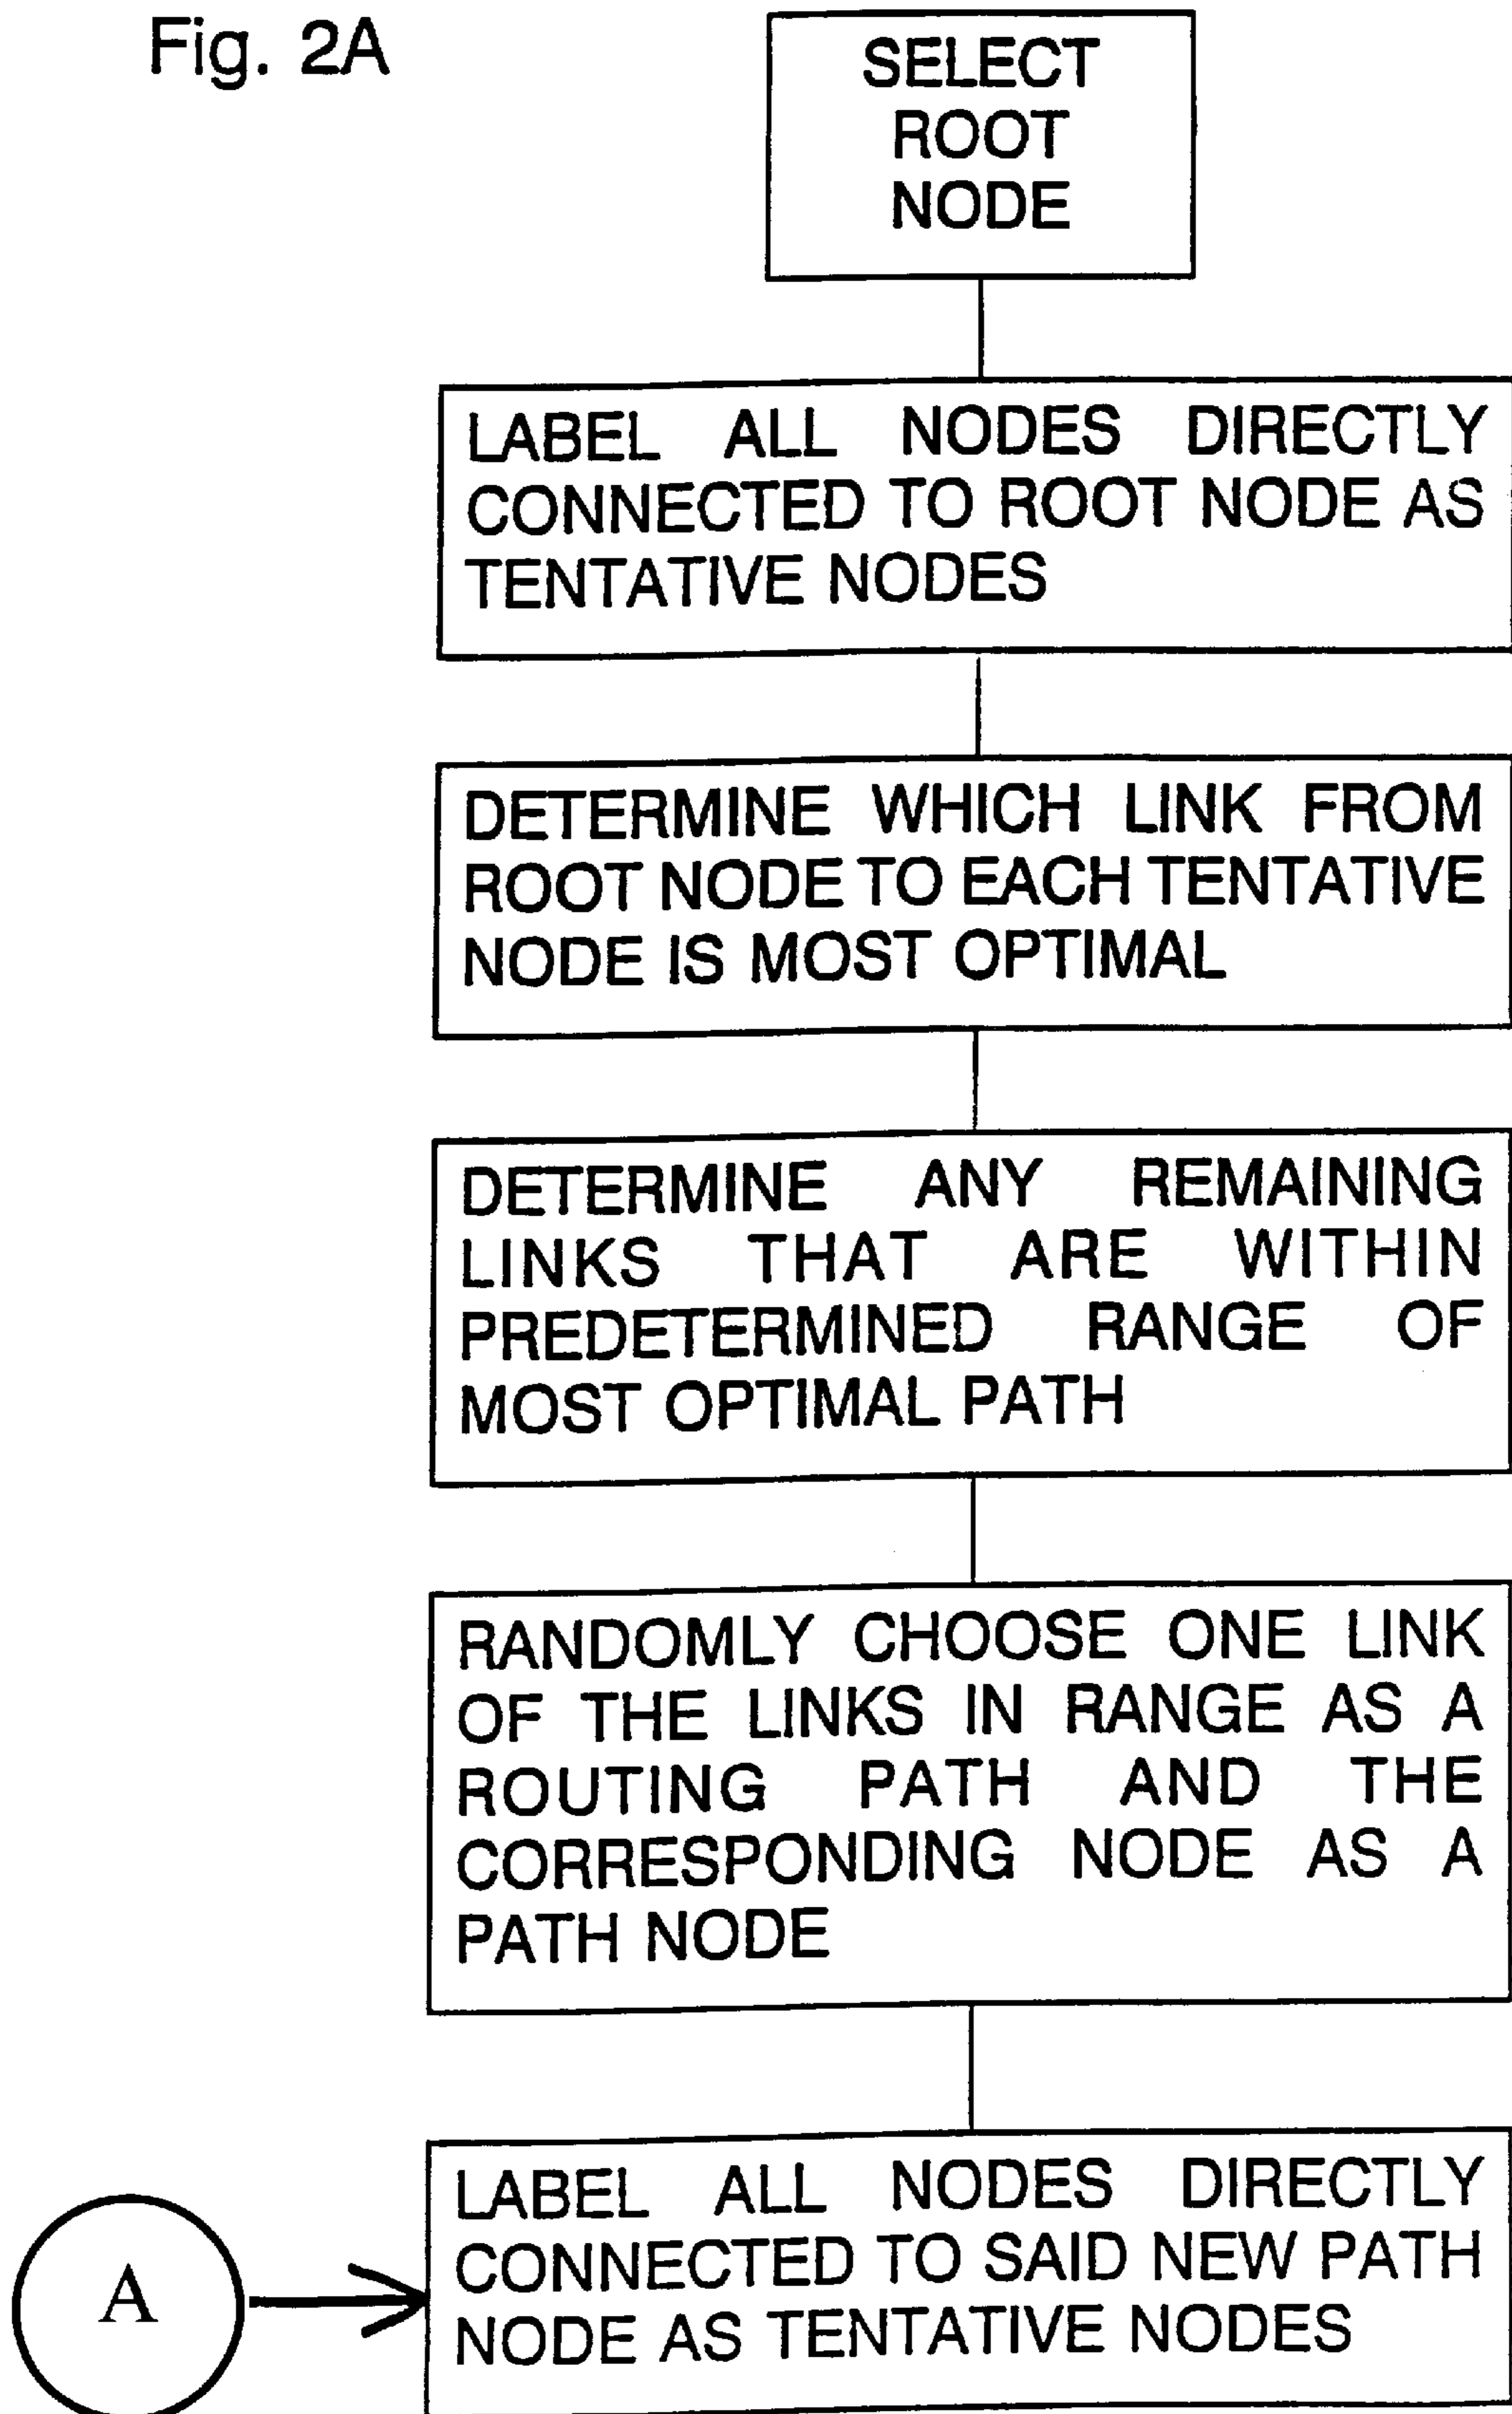 Fig. 2A
SELECT
ROOT
NODE
LABEL ALL NODES DIRECTLY
CONNECTED TO ROOT NODE AS
TENTATIVE NODES
DETERMINE WHICH LINK FROM
ROOT NODE TO EACH TENTATIVE
NODE IS MOST OPTIMAL
DETERMINE ANY REMAINING
LINKS THAT ARE WITHIN
PREDETERMINED RANGE OF
MOST OPTIMAL PATH
RANDOMLY CHOOSE ONE LINK
OF THE LINKS IN RANGE AS A
ROUTING PATH AND THE
CORRESPONDING NODE AS A
PATH NODE
LABEL ALL NODES DIRECTLY
CONNECTED TO SAID NEW PATH
NODE AS TENTATIVE NODES
A